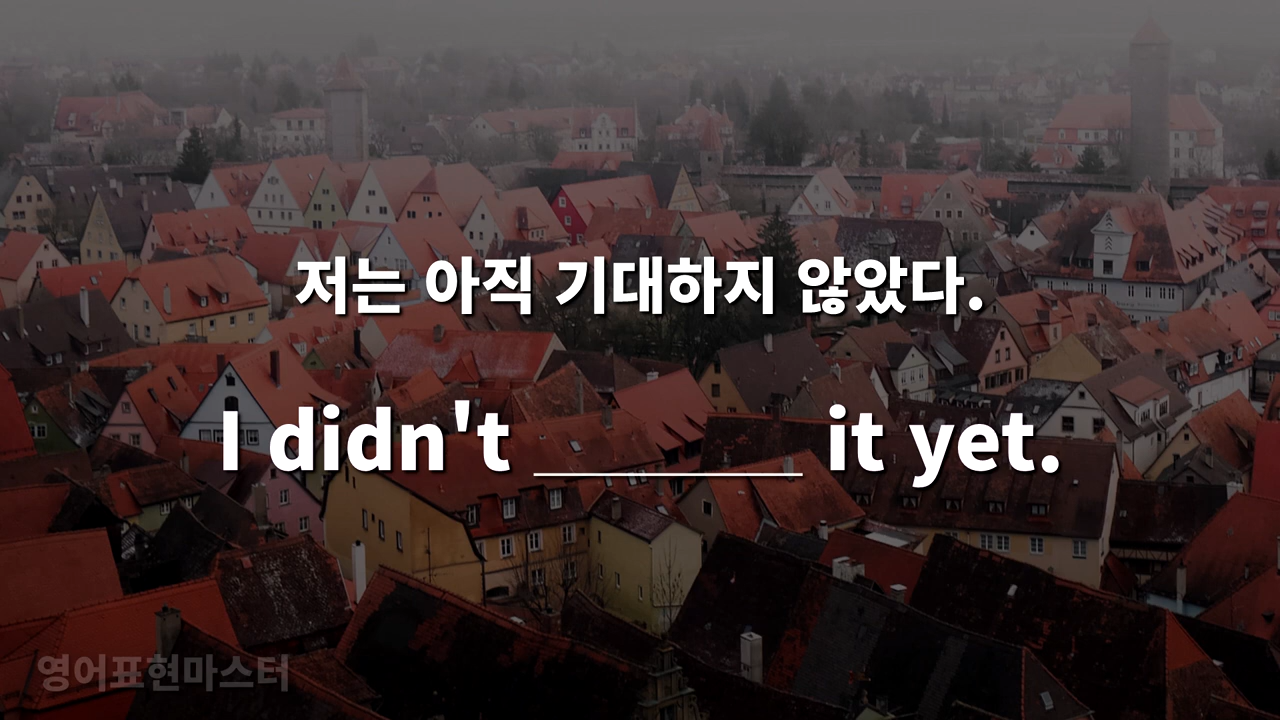 저는 아직 기대하지 않았다.
I didn't ________ it yet.
영어표현마스터